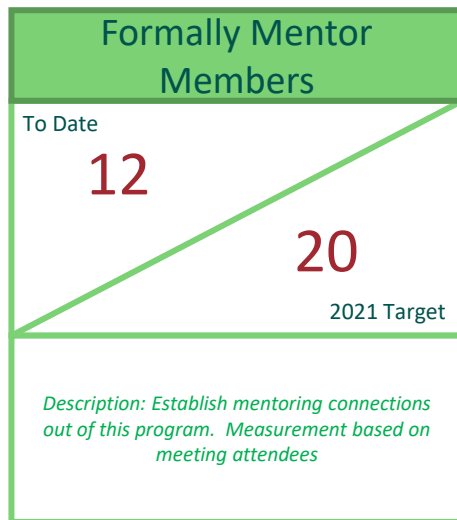 Formally Mentor
Members
To Date
12
20
2021 Target
Description: Establish mentoring connections
out of this program.  Measurement based on
meeting attendees